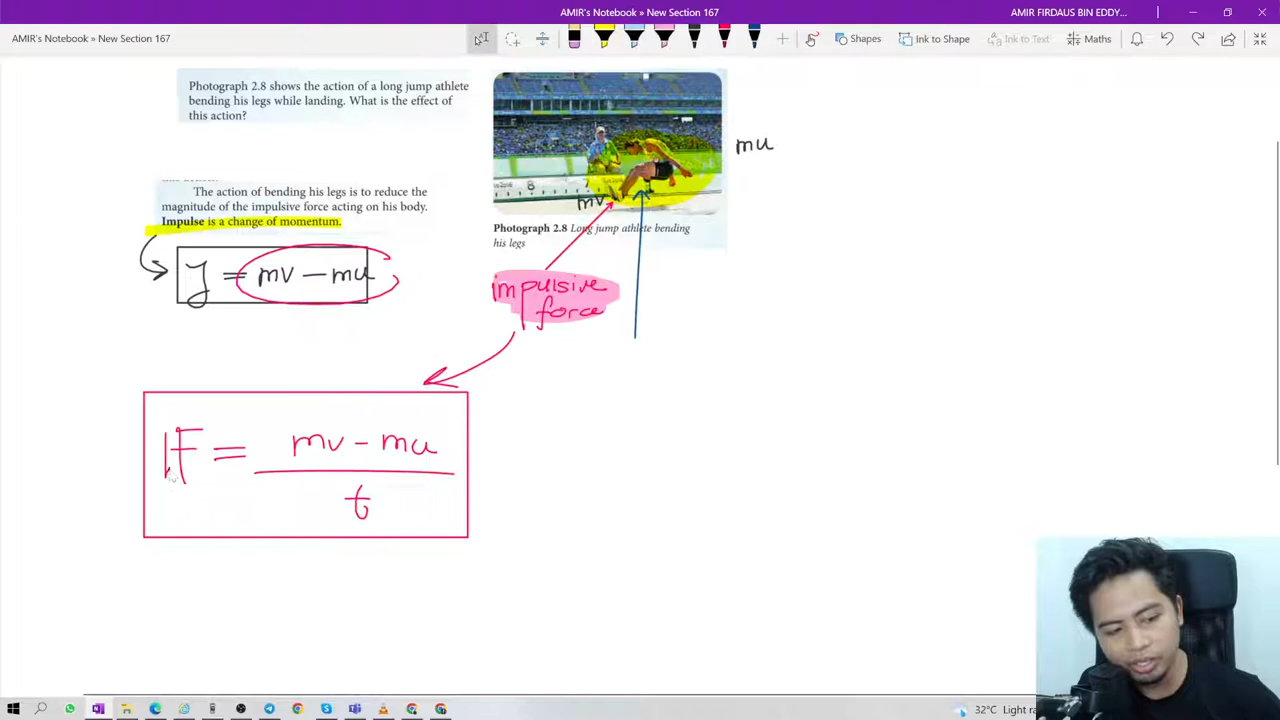 AMIR's Notebook » New Section 167
AMIR FIRDAUS BIN EDDY...
AMIR's Notebook » New Section 167
Shapes
Ink to Shape
Ink to Text
Maths
Photograph 2.8 shows the action of a long jump athlete
bending his legs while landing. What is the effect of
this action?
mu
mv
The action of bending his legs is to reduce the
magnitude of the impulsive force acting on his body.
Impulse is a change of momentum.
Photograph 2.8 Long jump athlete bending
his legs
J = mv - mu
impulsive
force
F = mv - mu
t
32°C Light ra